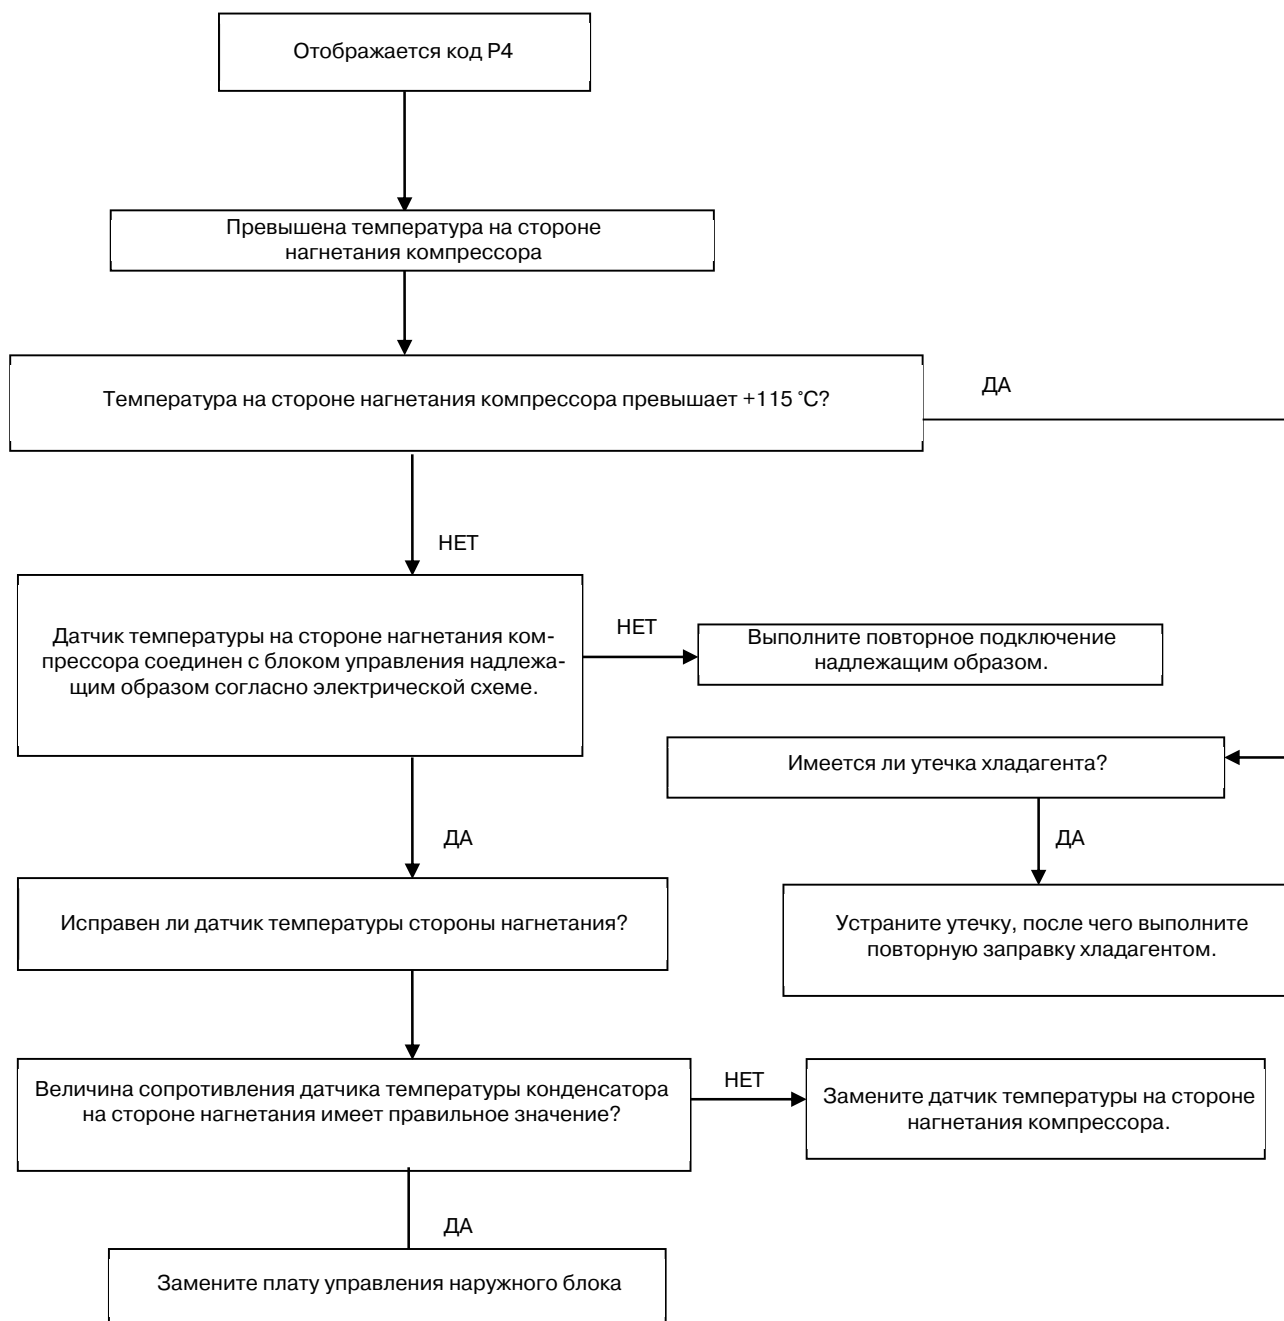 Отображается код P4
Превышена температура на стороне
нагнетания компрессора
Температура на стороне нагнетания компрессора превышает +115 °C?
ДА
НЕТ
Датчик температуры на стороне нагнетания ком-
прессора соединен с блоком управления надлежа-
щим образом согласно электрической схеме.
НЕТ
Выполните повторное подключение
надлежащим образом.
Имеется ли утечка хладагента?
ДА
ДА
Исправен ли датчик температуры стороны нагнетания?
Устраните утечку, после чего выполните
повторную заправку хладагентом.
Величина сопротивления датчика температуры конденсатора
на стороне нагнетания имеет правильное значение?
НЕТ
Замените датчик температуры на стороне
нагнетания компрессора.
ДА
Замените плату управления наружного блока